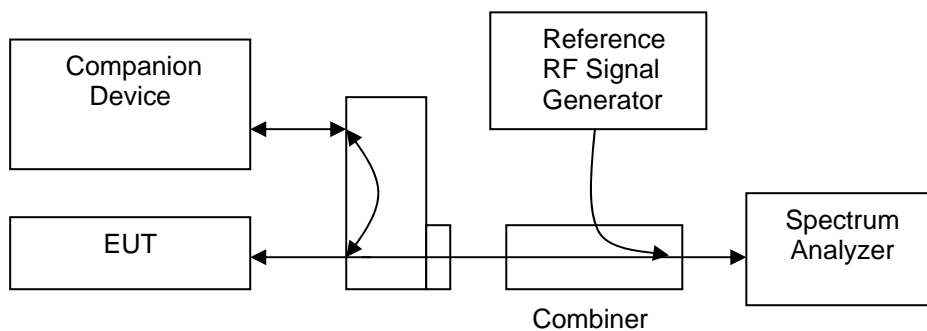 Companion
Device
EUT
Reference
RF Signal
Generator
Combiner
Spectrum
Analyzer